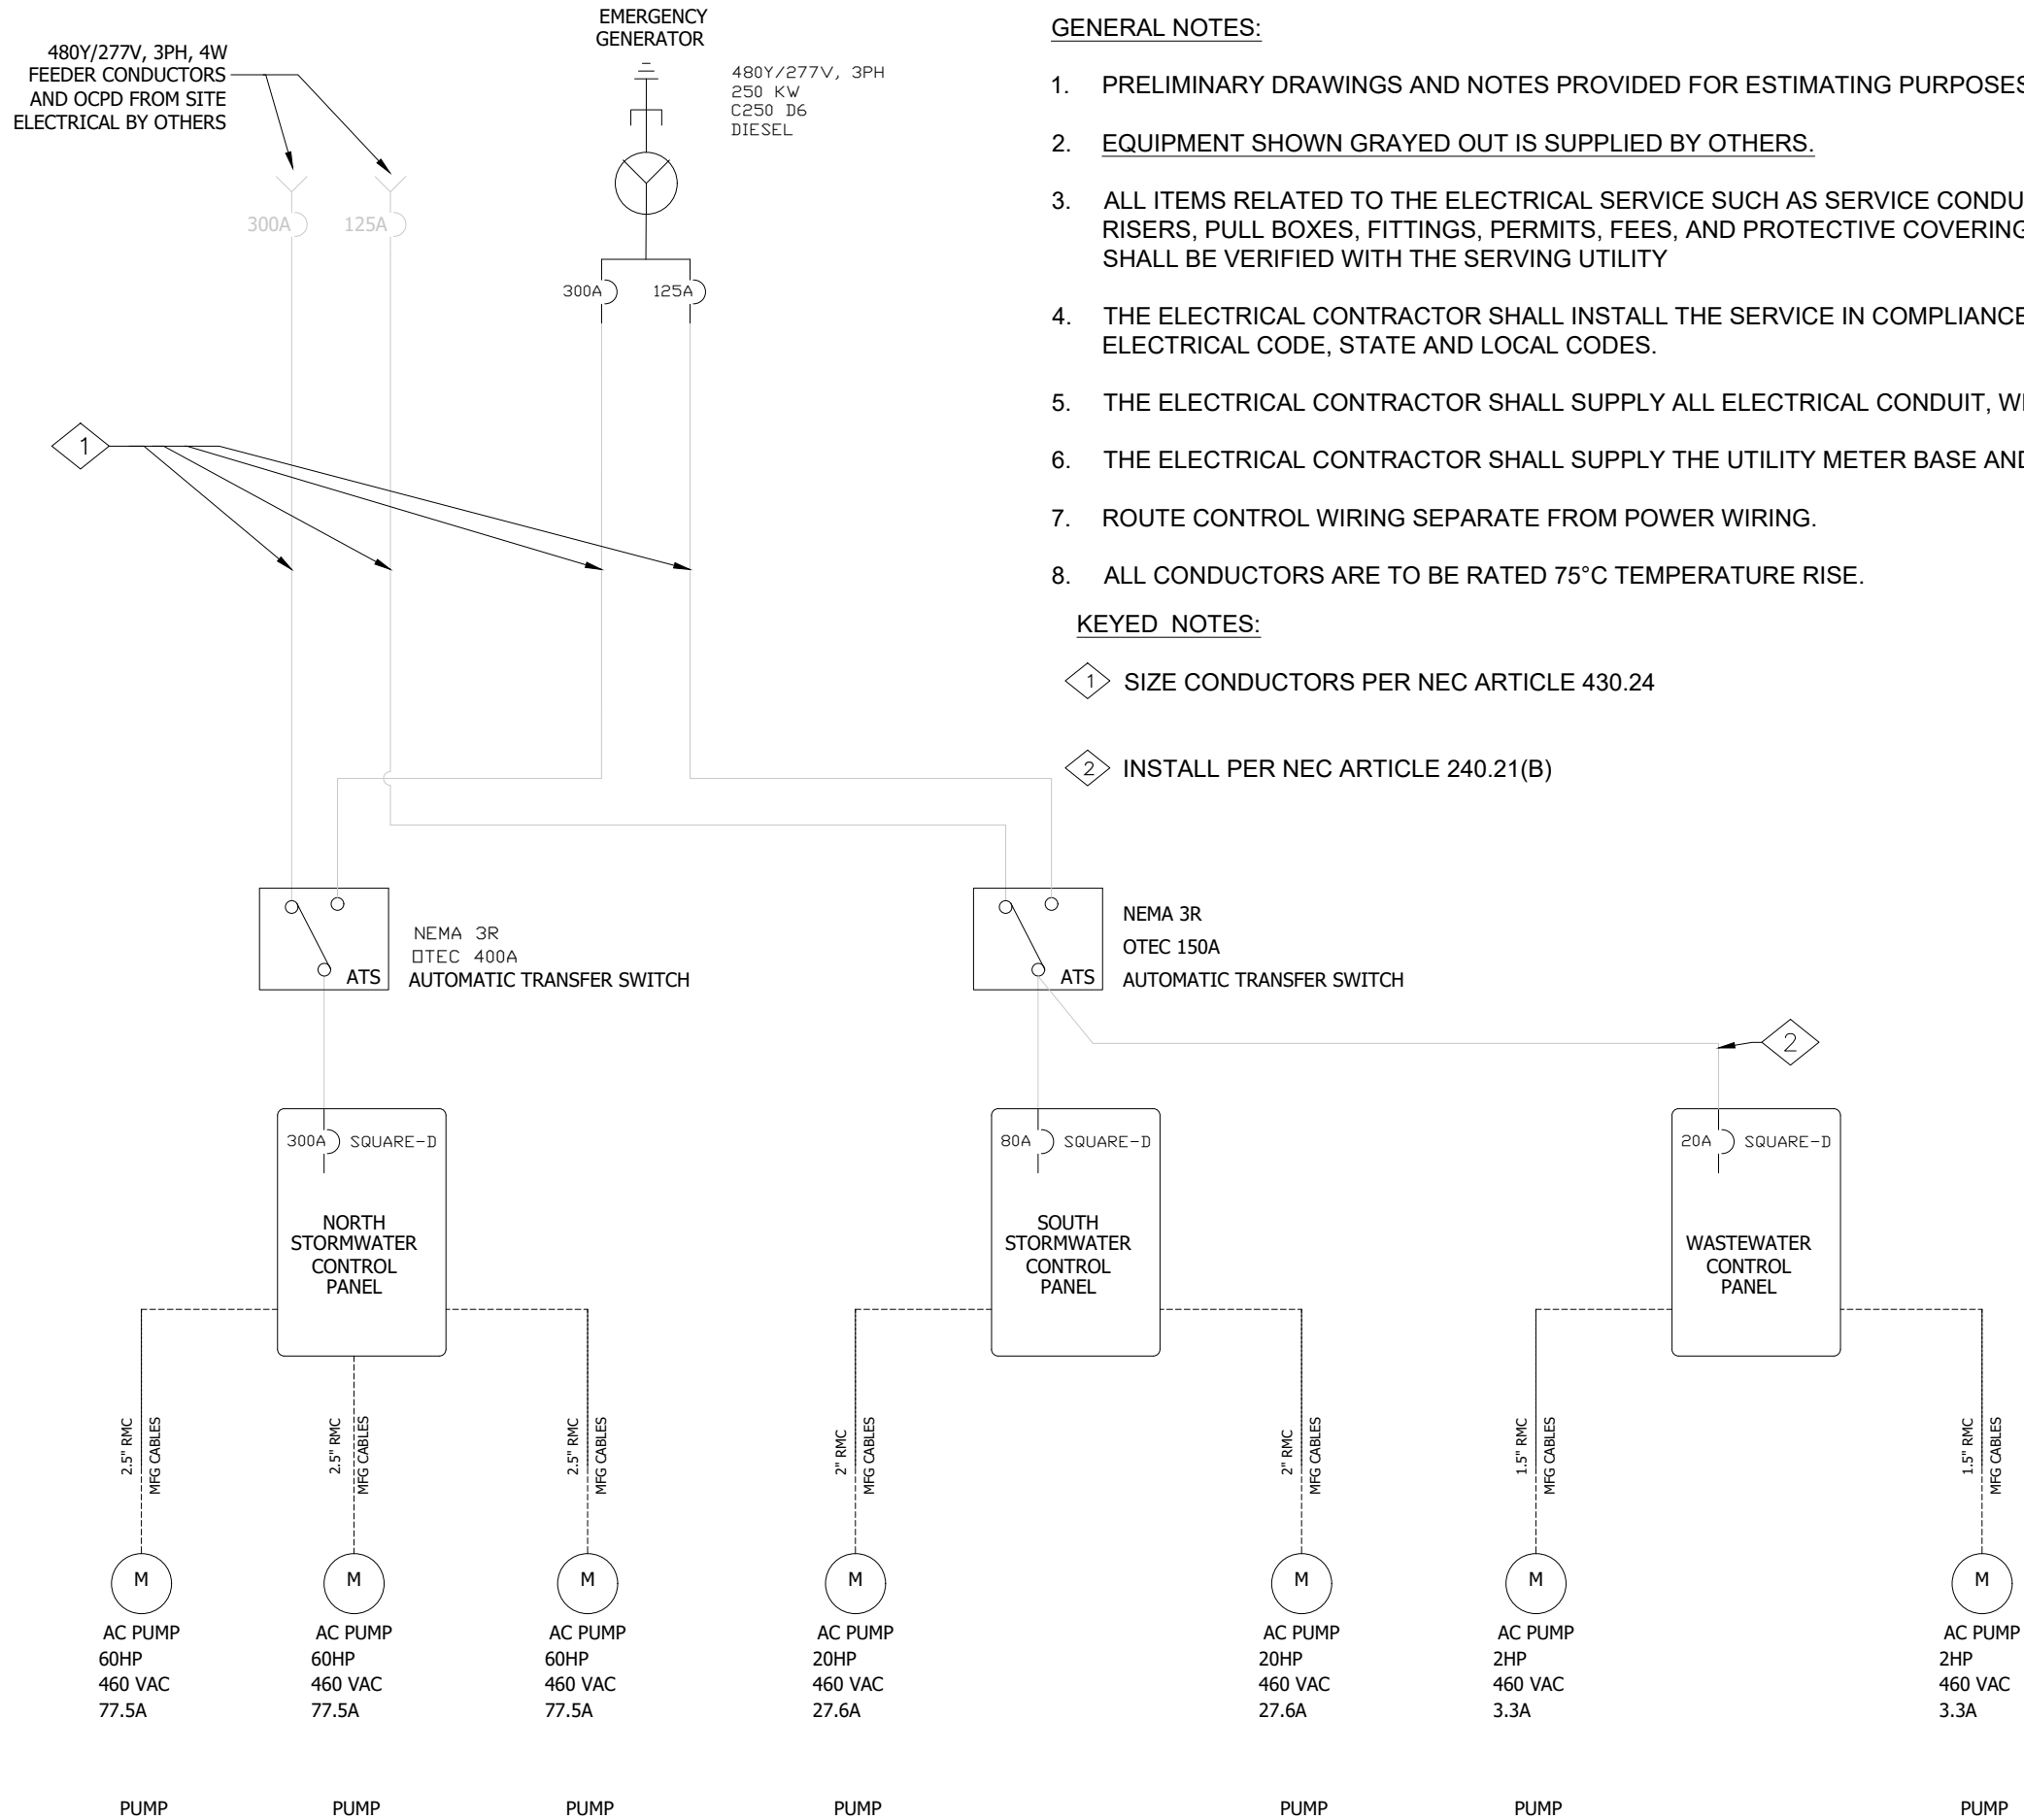 EMERGENCY
GENERATOR
480Y/277V, 3PH, 4W
FEEDER CONDUCTORS
AND OCPD FROM SITE
ELECTRICAL BY OTHERS
480Y/277V, 3PH
250 KW
C250 D6
DIESEL
300A
125A
300A
125A
1
GENERAL NOTES:
1. PRELIMINARY DRAWINGS AND NOTES PROVIDED FOR ESTIMATING PURPOSES
2. EQUIPMENT SHOWN GRAYED OUT IS SUPPLIED BY OTHERS.
3. ALL ITEMS RELATED TO THE ELECTRICAL SERVICE SUCH AS SERVICE CONDU
RISERS, PULL BOXES, FITTINGS, PERMITS, FEES, AND PROTECTIVE COVERING
SHALL BE VERIFIED WITH THE SERVING UTILITY
4. THE ELECTRICAL CONTRACTOR SHALL INSTALL THE SERVICE IN COMPLIANCE
ELECTRICAL CODE, STATE AND LOCAL CODES.
5. THE ELECTRICAL CONTRACTOR SHALL SUPPLY ALL ELECTRICAL CONDUIT, WI
6. THE ELECTRICAL CONTRACTOR SHALL SUPPLY THE UTILITY METER BASE AND
7. ROUTE CONTROL WIRING SEPARATE FROM POWER WIRING.
8. ALL CONDUCTORS ARE TO BE RATED 75°C TEMPERATURE RISE.
KEYED NOTES:
1 SIZE CONDUCTORS PER NEC ARTICLE 430.24
2 INSTALL PER NEC ARTICLE 240.21(B)
ATS
NEMA 3R
OTEC 400A
AUTOMATIC TRANSFER SWITCH
ATS
NEMA 3R
OTEC 150A
AUTOMATIC TRANSFER SWITCH
2
300A SQUARE-D
NORTH
STORMWATER
CONTROL
PANEL
80A SQUARE-D
SOUTH
STORMWATER
CONTROL
PANEL
20A SQUARE-D
WASTEWATER
CONTROL
PANEL
2.5" RMC
MFG CABLES
2.5" RMC
MFG CABLES
2.5" RMC
MFG CABLES
2" RMC
MFG CABLES
2" RMC
MFG CABLES
1.5" RMC
MFG CABLES
1.5" RMC
MFG CABLES
M
AC PUMP
60HP
460 VAC
77.5A
PUMP
M
AC PUMP
60HP
460 VAC
77.5A
PUMP
M
AC PUMP
60HP
460 VAC
77.5A
PUMP
M
AC PUMP
20HP
460 VAC
27.6A
PUMP
M
AC PUMP
20HP
460 VAC
27.6A
PUMP
M
AC PUMP
2HP
460 VAC
3.3A
PUMP
M
AC PUMP
2HP
460 VAC
3.3A
PUMP